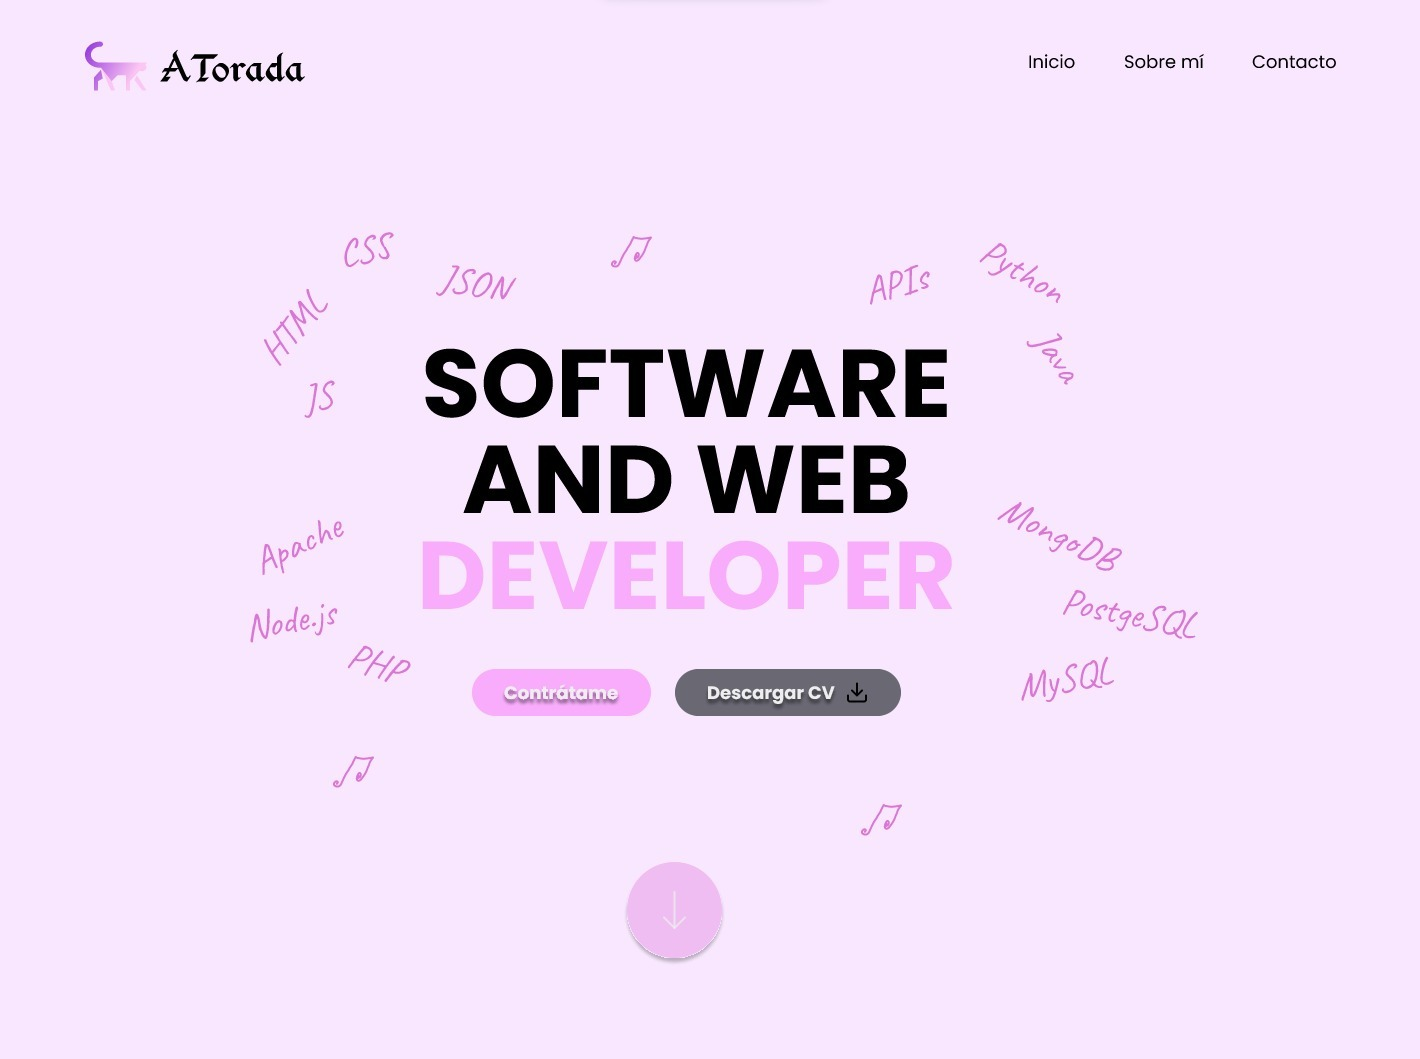 ATorada
Inicio
Sobre mí
Contacto
CSS
JSON
HTML
JS
APIs
Python
Java
SOFTWARE
AND WEB
DEVELOPER
Apache
Node.js
PHP
MongoDB
PostgeSQL
MySQL
Contrátame
Descargar CV